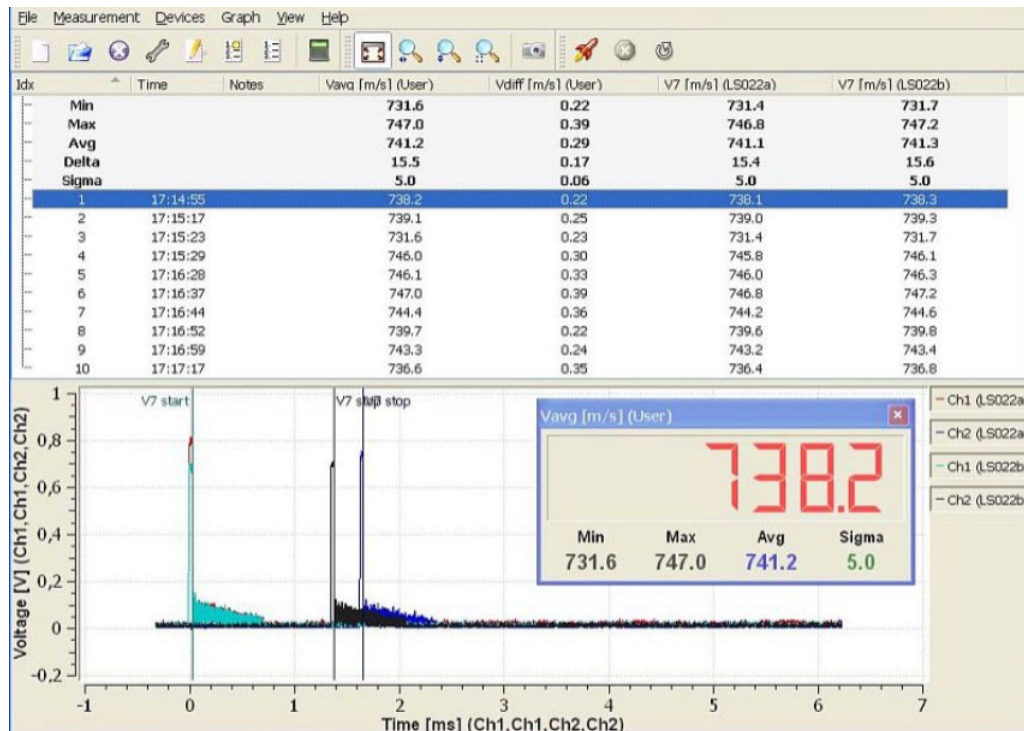 File Measurement Devices Graph View Help
Idx Time Notes Vavg [m/s] (User) Vdiff [m/s] (User) V7 [m/s] (LS022a) V7 [m/s] (LS022b)
Min 731.6 0.22 731.4 731.7
Max 747.0 0.39 746.8 747.2
Avg 741.2 0.29 741.1 741.3
Delta 15.5 0.17 15.4 15.6
Sigma 5.0 0.06 5.0 5.0
1 17:14:55 738.2 0.22 738.1 738.3
2 17:15:17 739.1 0.25 739.0 739.3
3 17:15:23 731.6 0.23 731.4 731.7
4 17:15:29 746.0 0.30 745.8 746.1
5 17:16:28 746.1 0.33 746.0 746.3
6 17:16:37 747.0 0.39 746.8 747.2
7 17:16:44 744.4 0.36 744.2 744.6
8 17:16:52 739.7 0.22 739.6 739.8
9 17:16:59 743.3 0.24 743.2 743.4
10 17:17:17 736.6 0.35 736.4 736.8
Voltage [V] (Ch1,Ch1,Ch2,Ch2)
1
0,8
0,6
0,4
0,2
0
-0,2
V7 start
V7 stop
Vavg [m/s] (User)
738.2
Min Max Avg Sigma
731.6 747.0 741.2 5.0
Ch1 (LS022a
Ch2 (LS022a
Ch1 (LS022b
Ch2 (LS022b
-1 0 1 2 3 4 5 6 7
Time [ms] (Ch1,Ch1,Ch2,Ch2)